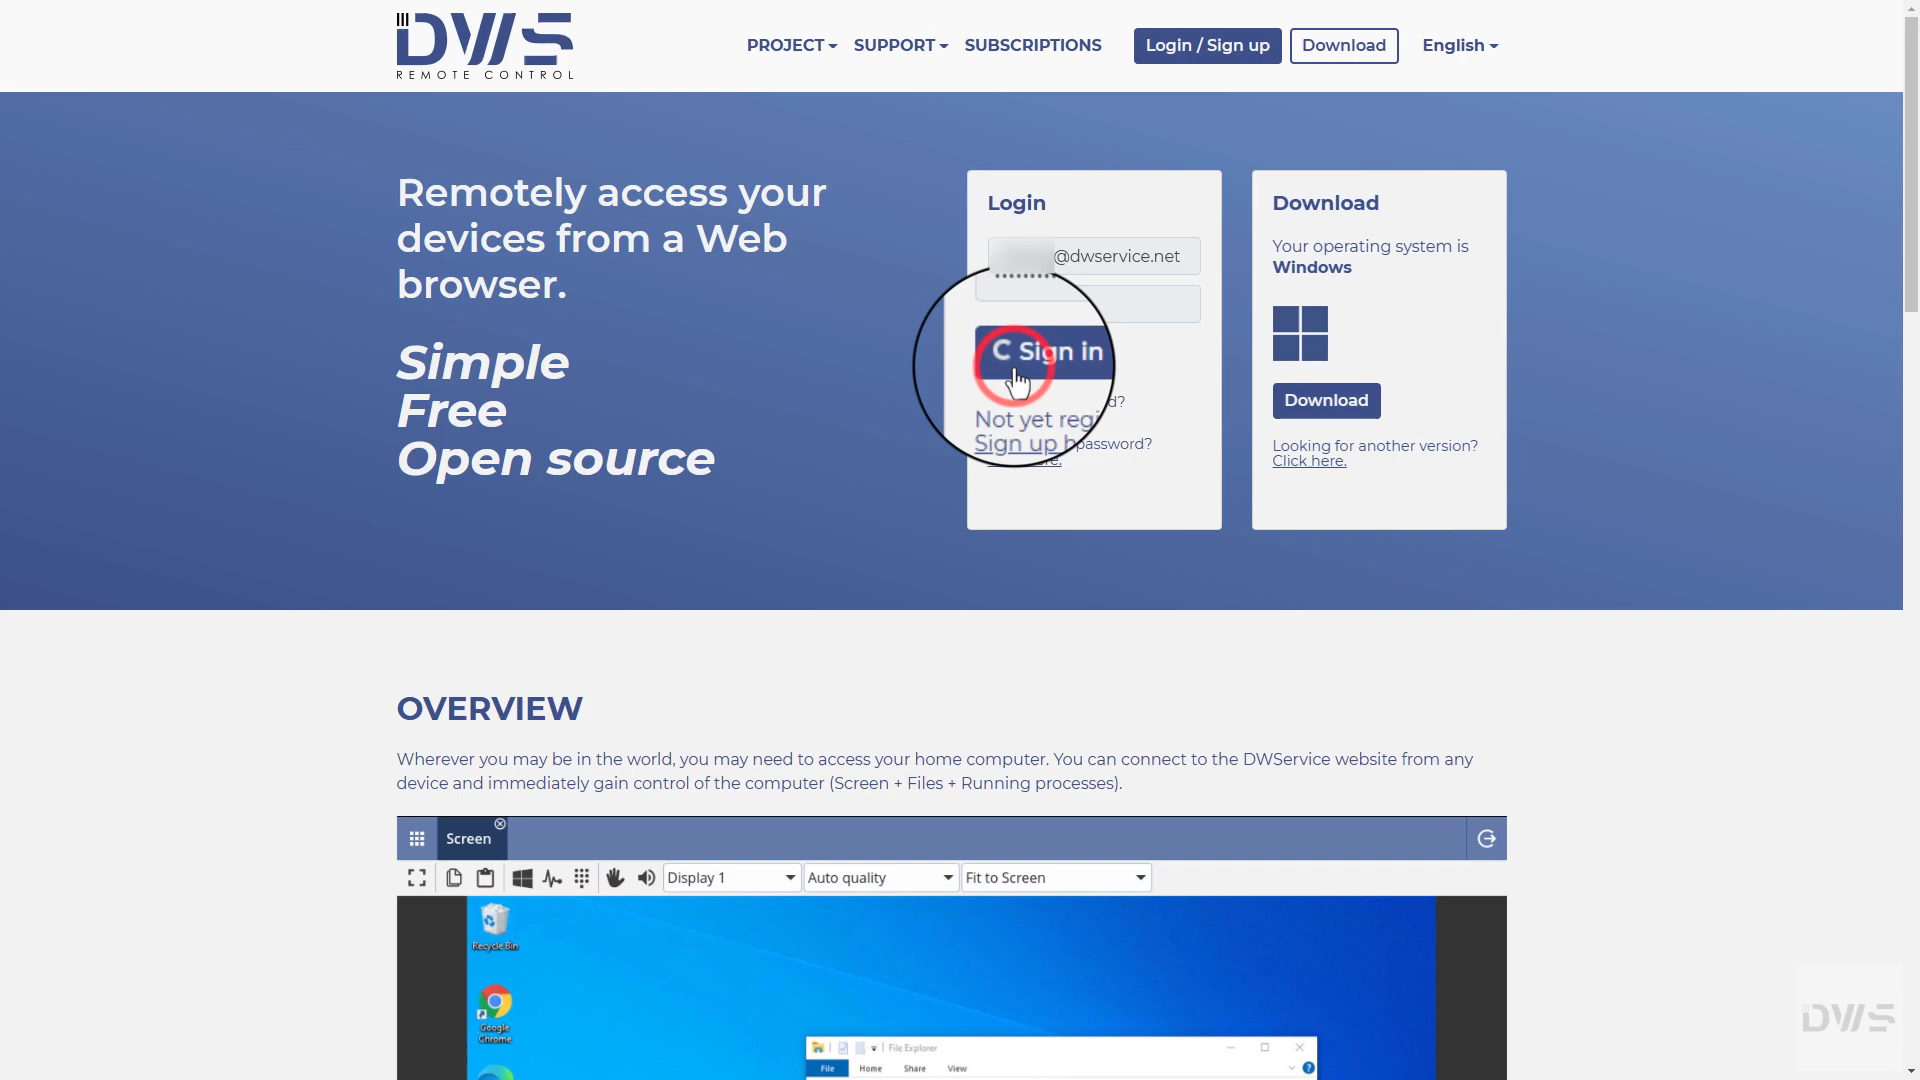 DWS
REMOTE CONTROL
PROJECT
SUPPORT
SUBSCRIPTIONS
Login / Sign up
Download
English
Remotely access your
devices from a Web
browser.
Simple
Free
Open source
Login
@dwservice.net
Sign in
d?
Not yet regi
Sign up h
password?
Download
Your operating system is
Windows
Download
Looking for another version?
Click here.
OVERVIEW
Wherever you may be in the world, you may need to access your home computer. You can connect to the DWService website from any
device and immediately gain control of the computer (Screen + Files + Running processes).
Screen
Display 1
Auto quality
Fit to Screen
Recycle Bin
Google
Chrome
File Explorer
File
Home
Share
View
DWS